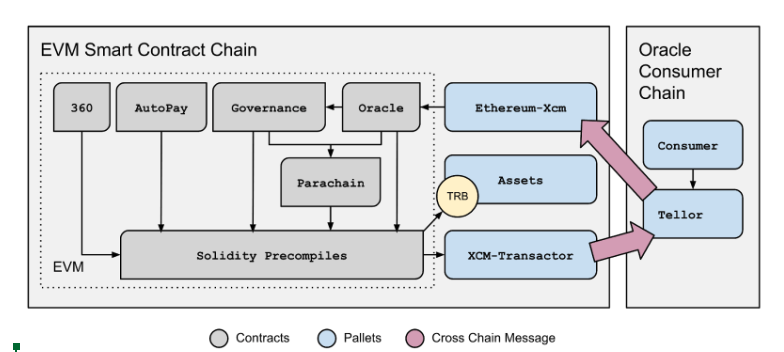 EVM Smart Contract Chain
Oracle
Consumer
Chain
360
AutoPay
Governance
Oracle
Ethereum-Xcm
Consumer
Parachain
Assets
TRB
Tellor
Solidity Precompiles
XCM-Transactor
EVM
Contracts
Pallets
Cross Chain Message